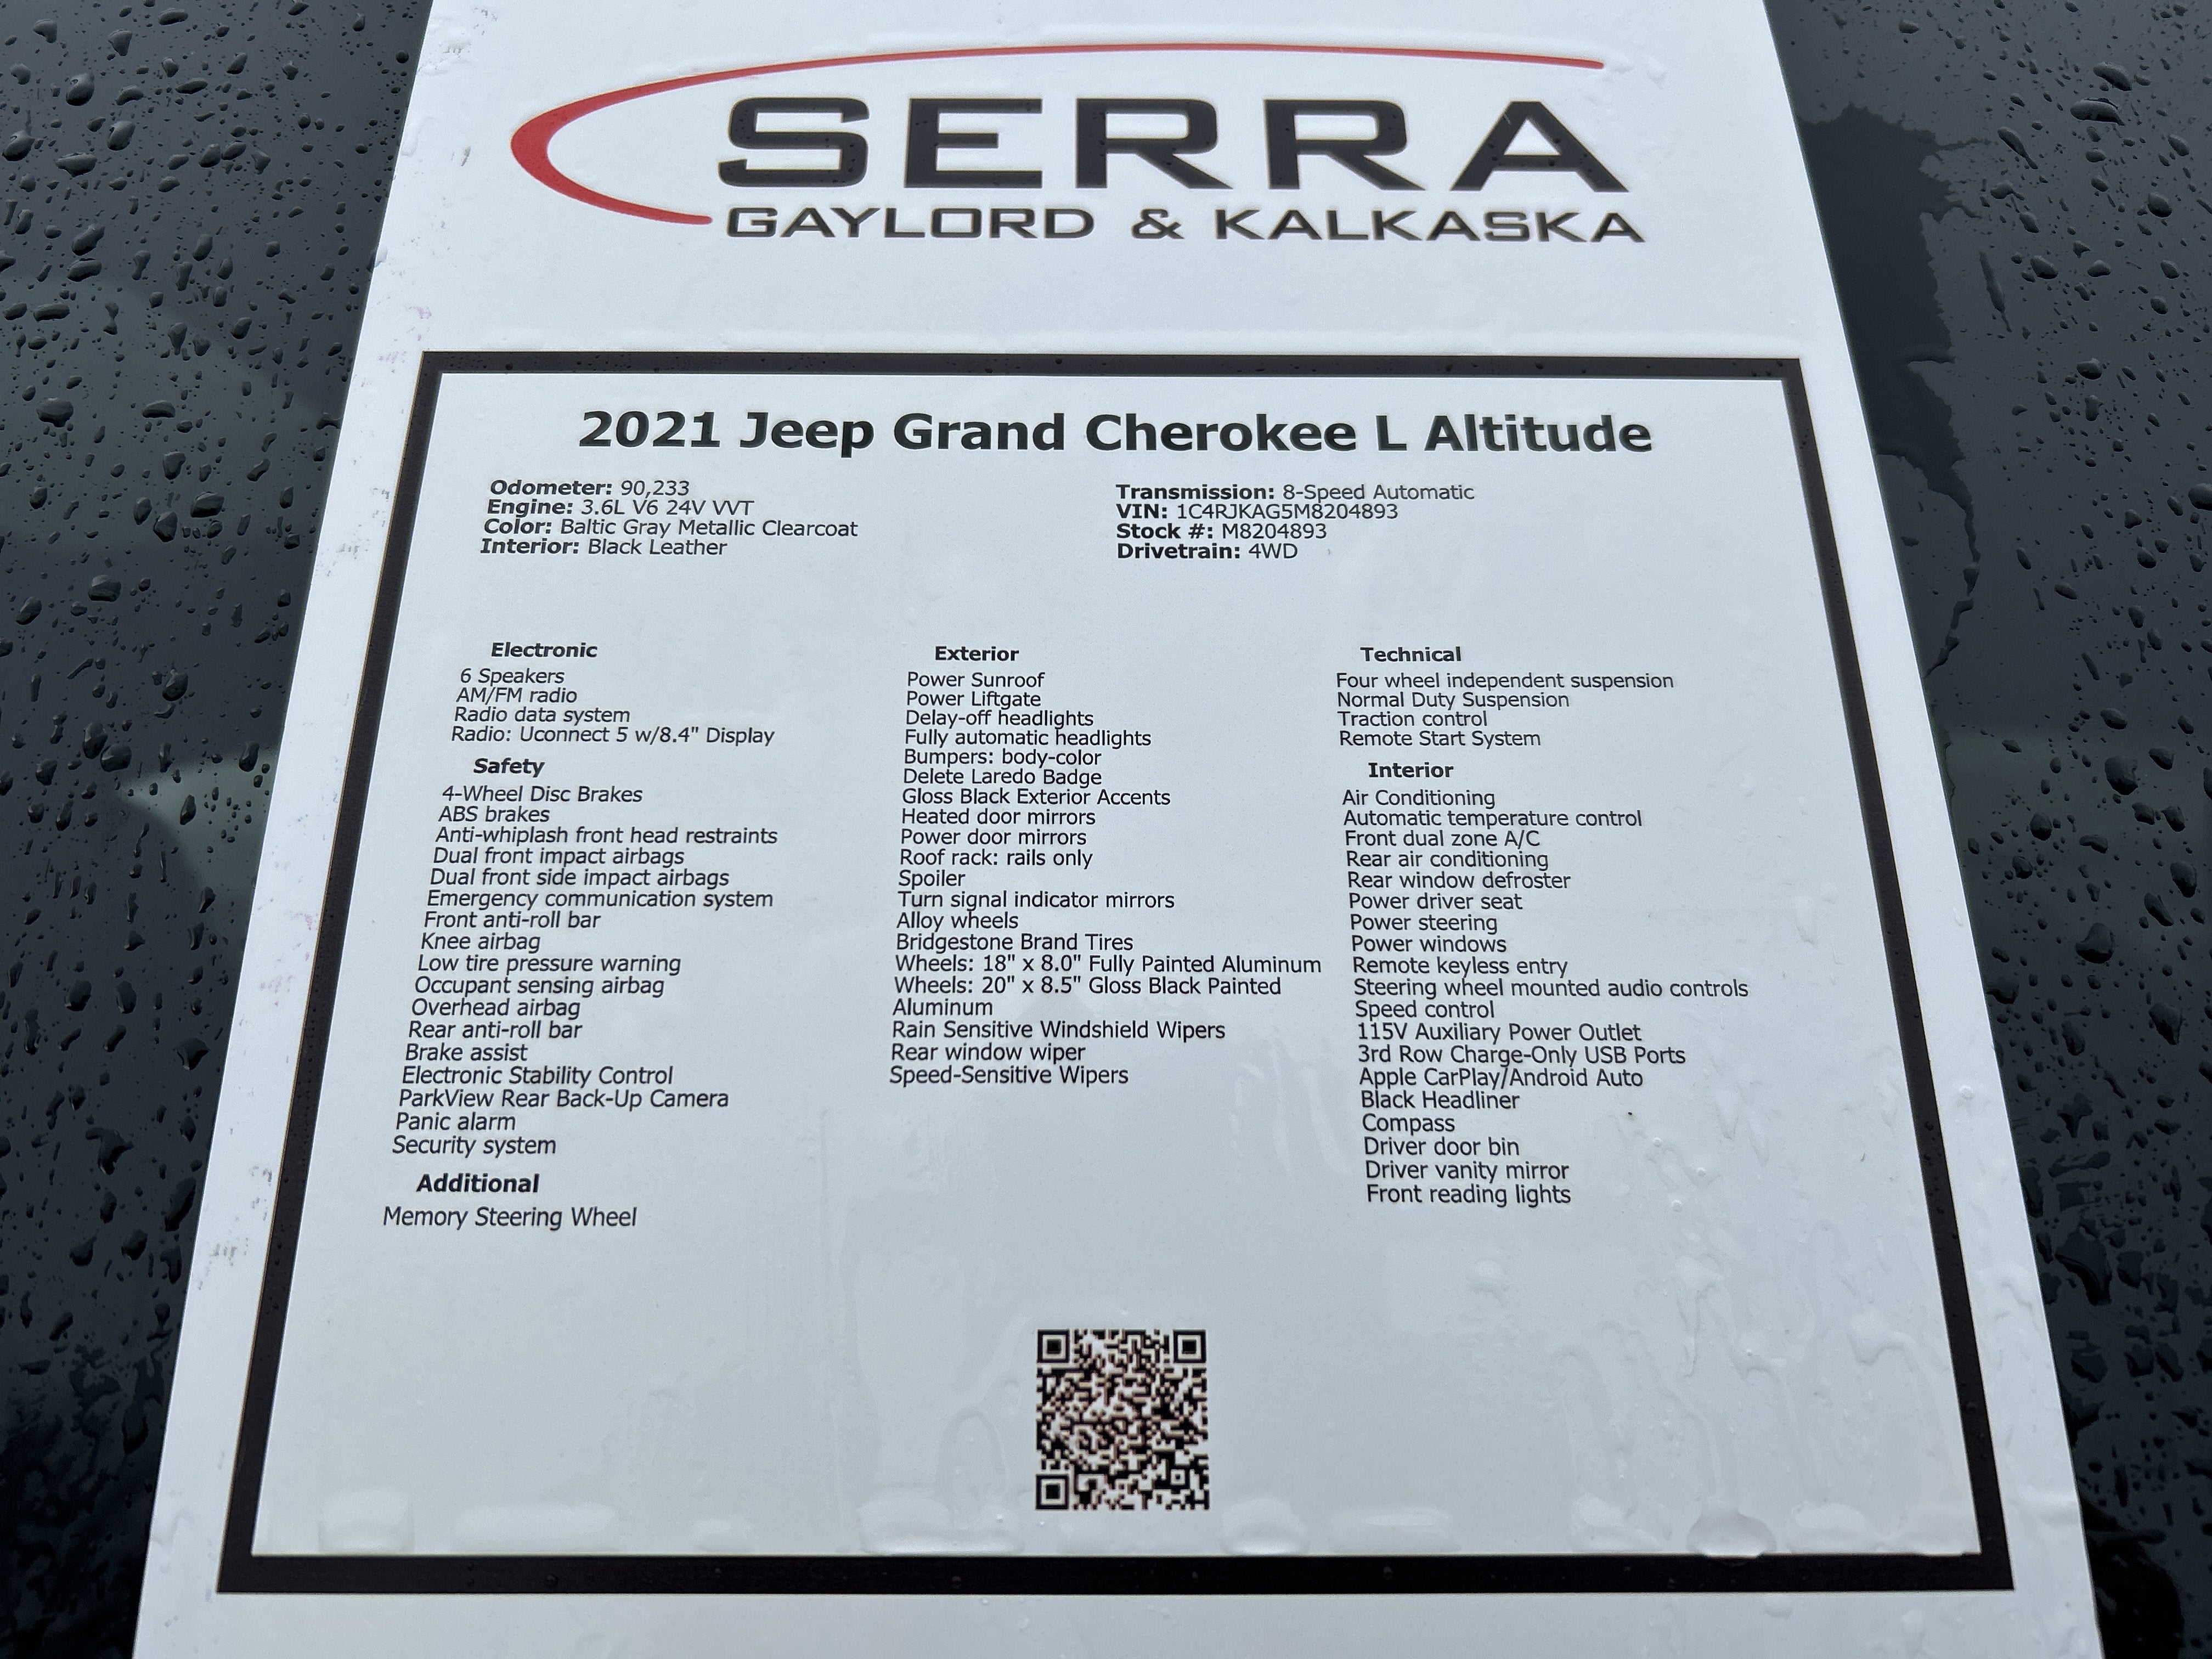 SERRA
GAYLORD & KALKASKA
2021 Jeep Grand Cherokee L Altitude
Odometer: 90,233
Engine: 3.6L V6 24V VVT
Color: Baltic Gray Metallic Clearcoat
Interior: Black Leather
Transmission: 8-Speed Automatic
VIN: 1C4RJKAG5M8204893
Stock #: M8204893
Drivetrain: 4WD
Electronic
6 Speakers
AM/FM radio
Radio data system
Radio: Uconnect 5 w/8.4" Display
Safety
4-Wheel Disc Brakes
ABS brakes
Anti-whiplash front head restraints
Dual front impact airbags
Dual front side impact airbags
Emergency communication system
Front anti-roll bar
Knee airbag
Low tire pressure warning
Occupant sensing airbag
Overhead airbag
Rear anti-roll bar
Brake assist
Electronic Stability Control
ParkView Rear Back-Up Camera
Panic alarm
Security system
Additional
Memory Steering Wheel
Exterior
Power Sunroof
Power Liftgate
Delay-off headlights
Fully automatic headlights
Bumpers: body-color
Delete Laredo Badge
Gloss Black Exterior Accents
Heated door mirrors
Power door mirrors
Roof rack: rails only
Spoiler
Turn signal indicator mirrors
Alloy wheels
Bridgestone Brand Tires
Wheels: 18" x 8.0" Fully Painted Aluminum
Wheels: 20" x 8.5" Gloss Black Painted
Aluminum
Rain Sensitive Windshield Wipers
Rear window wiper
Speed-Sensitive Wipers
Technical
Four wheel independent suspension
Normal Duty Suspension
Traction control
Remote Start System
Interior
Air Conditioning
Automatic temperature control
Front dual zone A/C
Rear air conditioning
Rear window defroster
Power driver seat
Power steering
Power windows
Remote keyless entry
Steering wheel mounted audio controls
Speed control
115V Auxiliary Power Outlet
3rd Row Charge-Only USB Ports
Apple CarPlay/Android Auto
Black Headliner
Compass
Driver door bin
Driver vanity mirror
Front reading lights